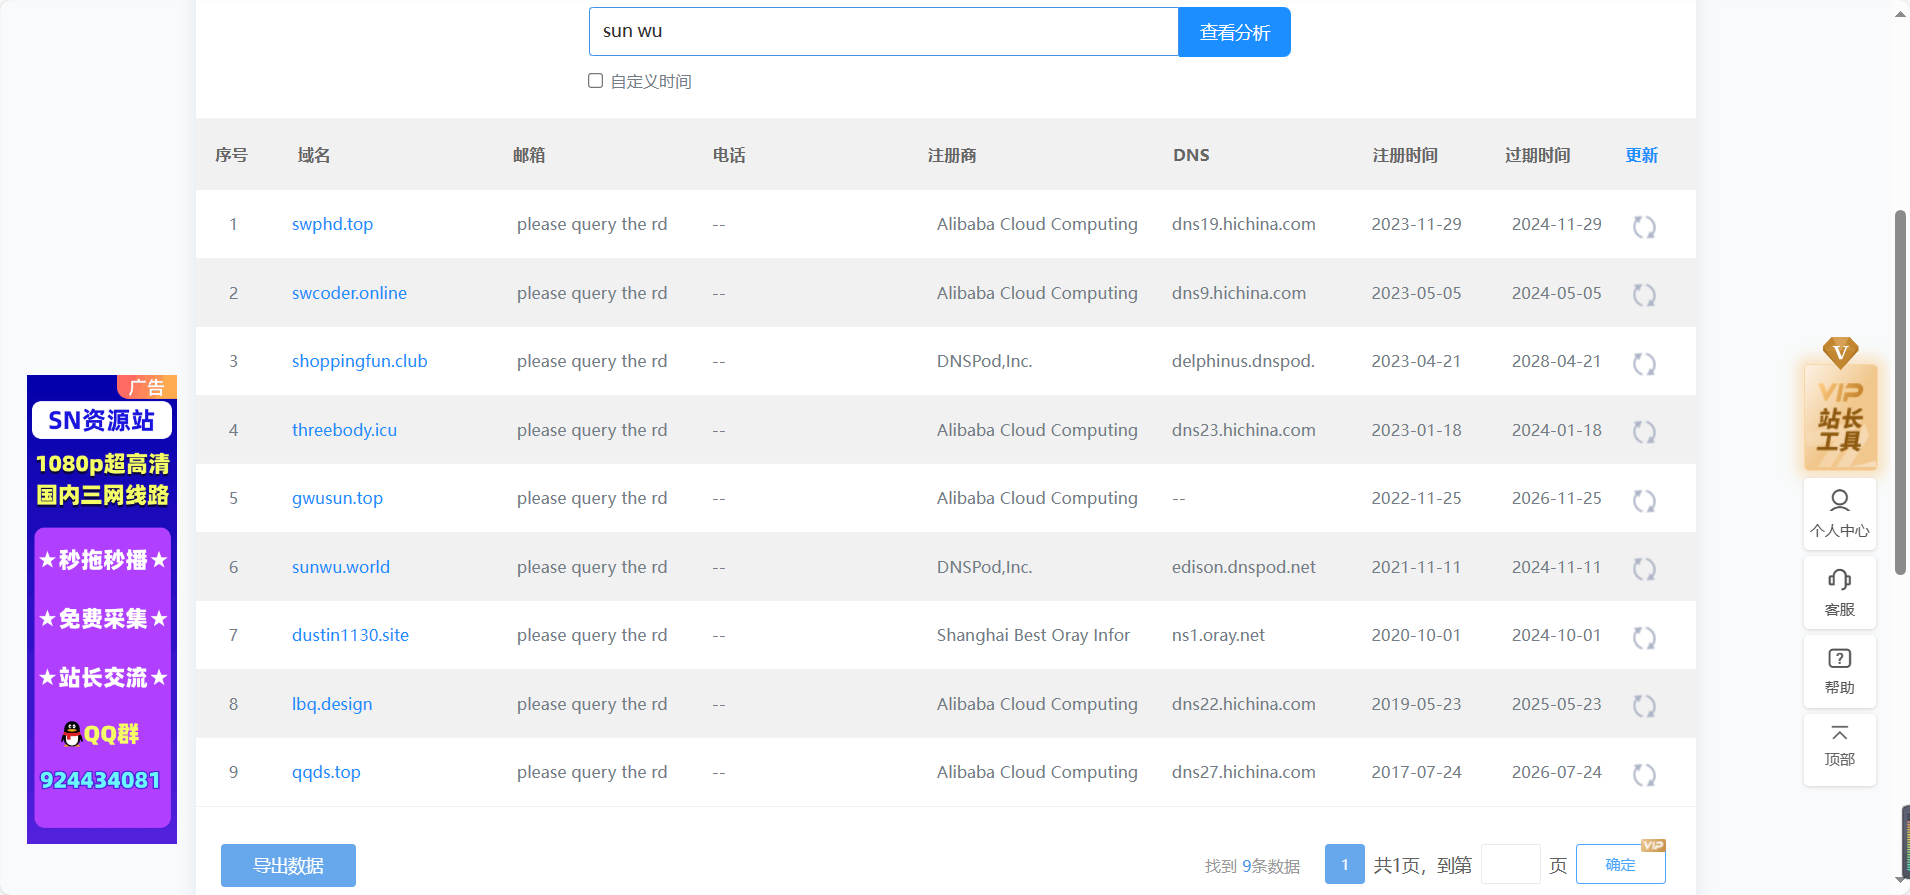 sun wu
查看分析
自定义时间
序号 域名 邮箱 电话 注册商 DNS 注册时间 过期时间 更新
1 swphd.top please query the rd -- Alibaba Cloud Computing dns19.hichina.com 2023-11-29 2024-11-29
2 swcoder.online please query the rd -- Alibaba Cloud Computing dns9.hichina.com 2023-05-05 2024-05-05
3 shoppingfun.club please query the rd -- DNSPod,Inc. delphinus.dnspod. 2023-04-21 2028-04-21
4 threebody.icu please query the rd -- Alibaba Cloud Computing dns23.hichina.com 2023-01-18 2024-01-18
5 gwusun.top please query the rd -- Alibaba Cloud Computing -- 2022-11-25 2026-11-25
6 sunwu.world please query the rd -- DNSPod,Inc. edison.dnspod.net 2021-11-11 2024-11-11
7 dustin1130.site please query the rd -- Shanghai Best Oray Infor ns1.oray.net 2020-10-01 2024-10-01
8 lbq.design please query the rd -- Alibaba Cloud Computing dns22.hichina.com 2019-05-23 2025-05-23
9 qqds.top please query the rd -- Alibaba Cloud Computing dns27.hichina.com 2017-07-24 2026-07-24
导出数据
找到 9条数据 1 共1页，到第 页 确定
VIP
广告
SN资源站
1080p超高清
国内三网线路
★秒拖秒播★
★免费采集★
★站长交流★
QQ群
924434081
V
VIP
站长
工具
个人中心
客服
?
帮助
顶部